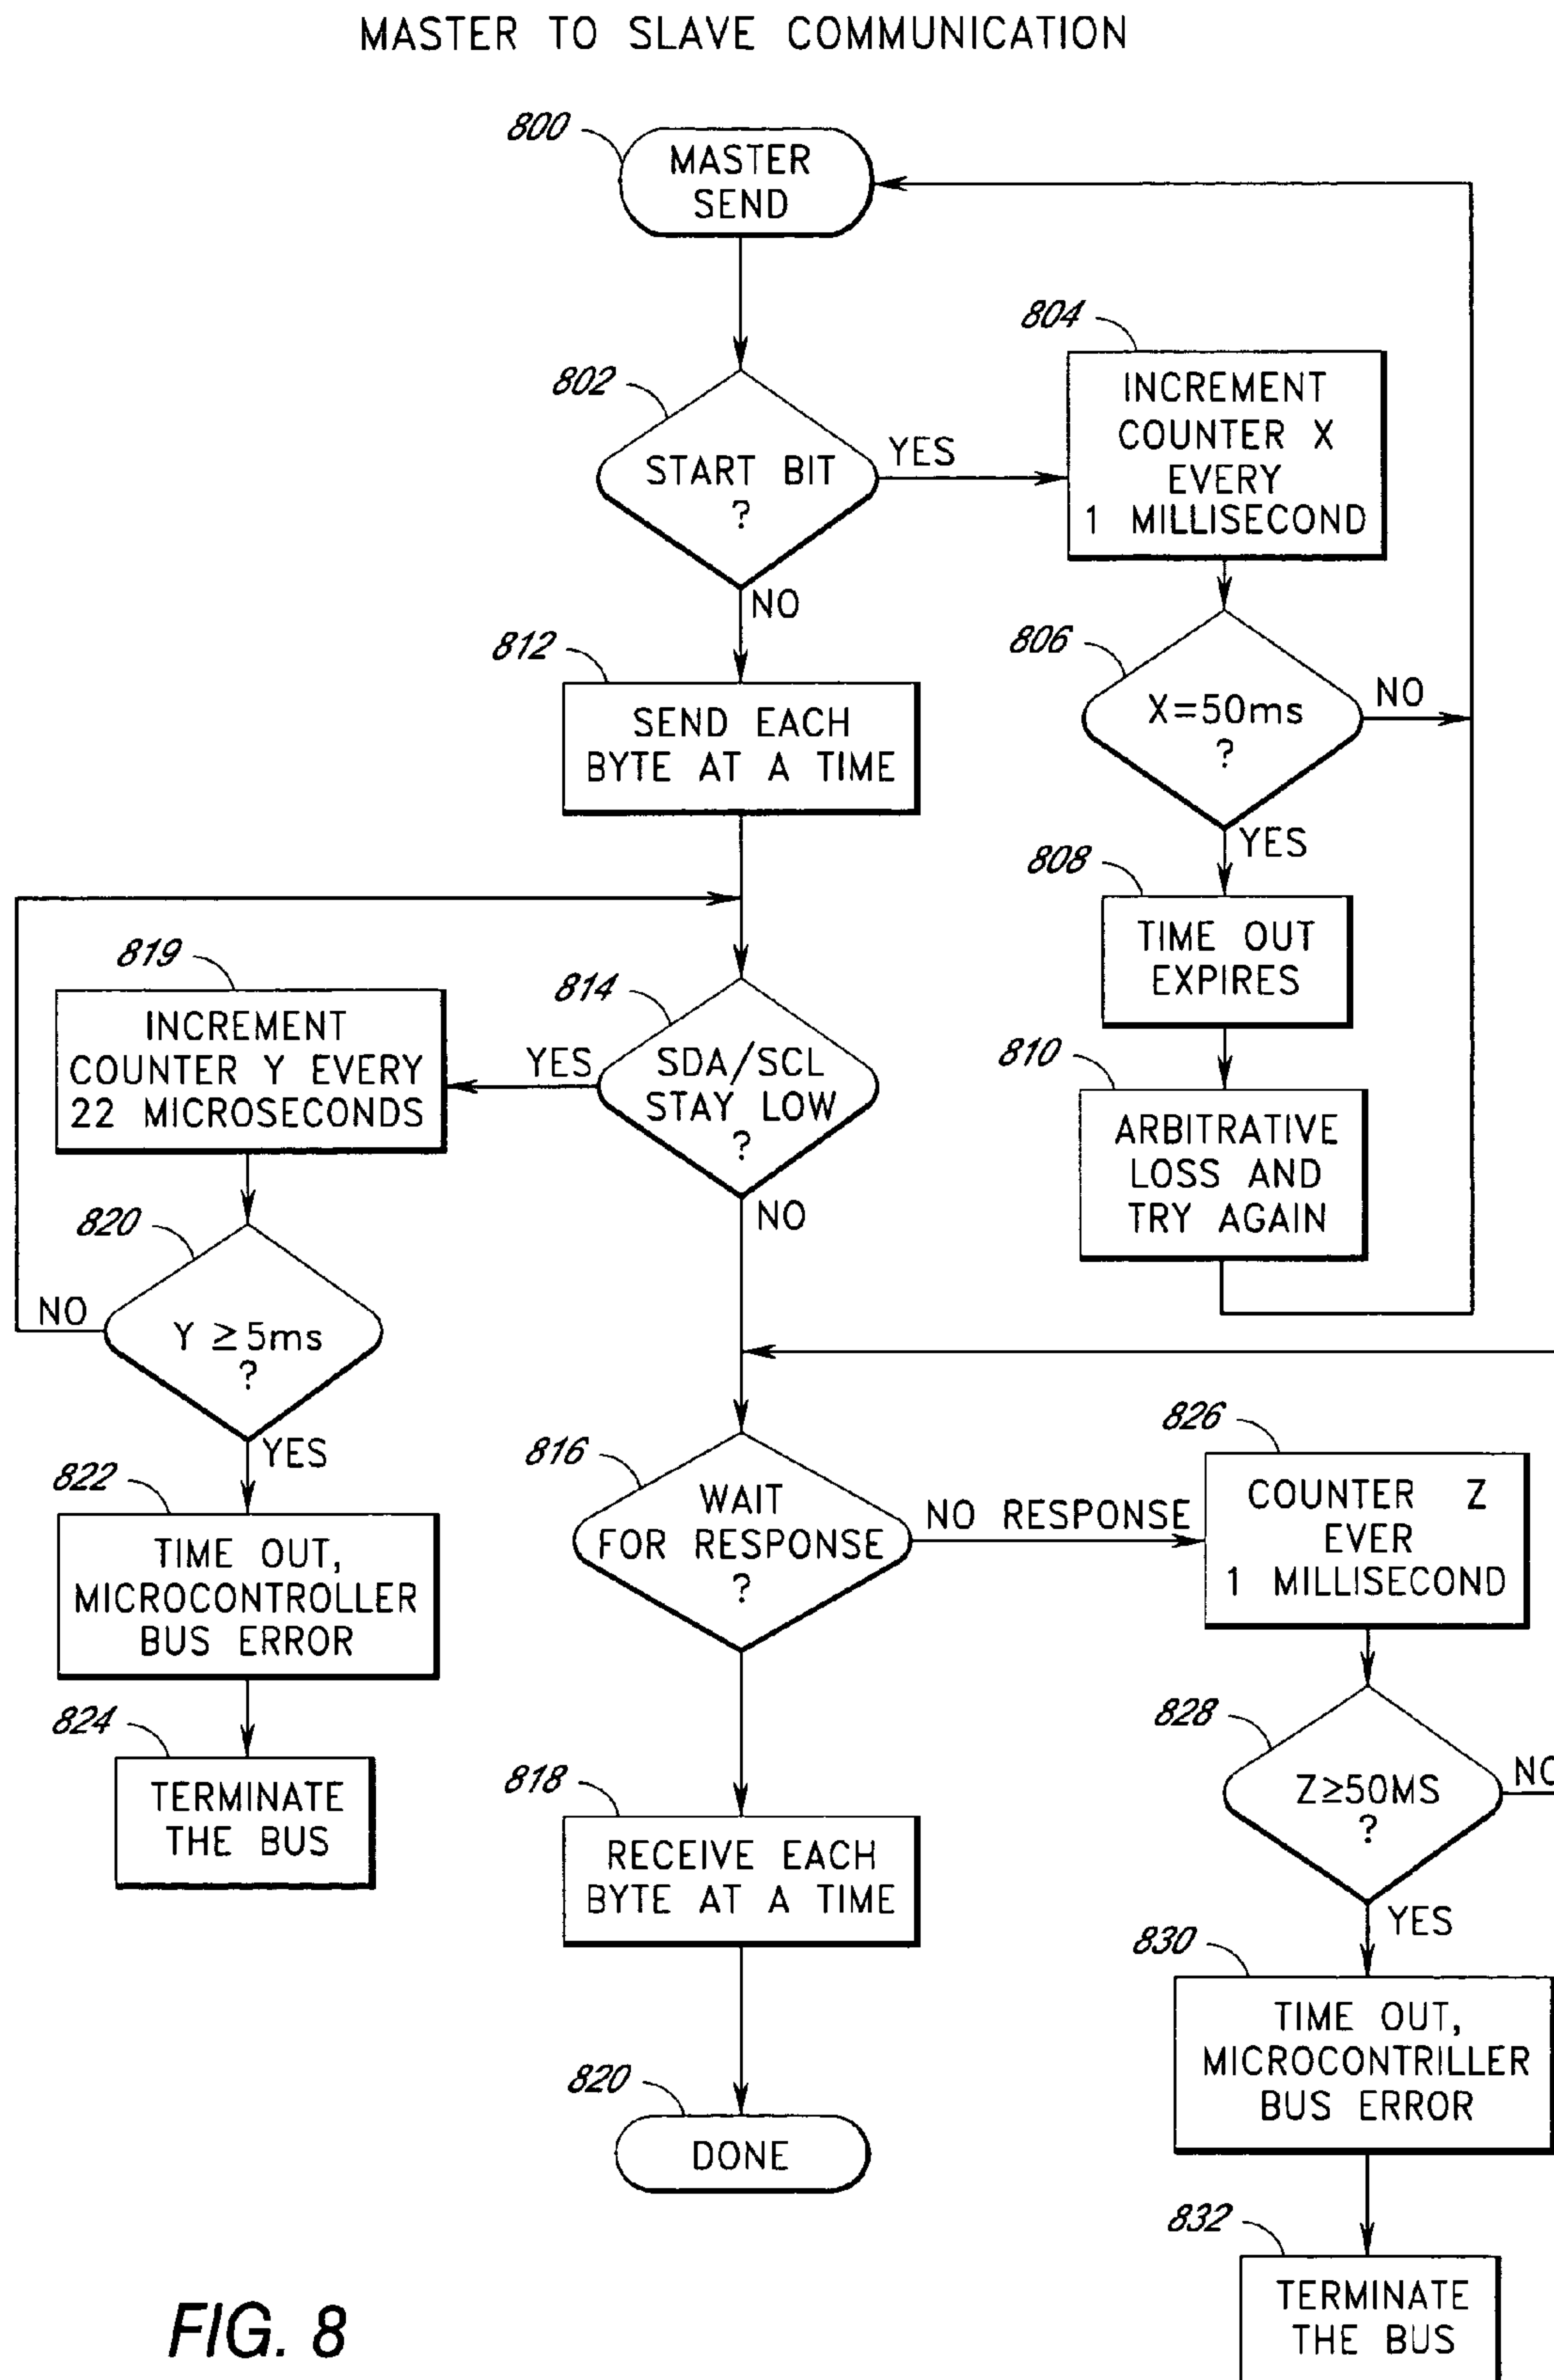 MASTER TO SLAVE COMMUNICATION
800
MASTER
SEND
802
START BIT
?
YES
NO
804
INCREMENT
COUNTER X
EVERY
1 MILLISECOND
806
X=50ms
?
NO
YES
808
TIME OUT
EXPIRES
810
ARBITRATIVE
LOSS AND
TRY AGAIN
812
SEND EACH
BYTE AT A TIME
814
SDA/SCL
STAY LOW
?
YES
NO
819
INCREMENT
COUNTER Y EVERY
22 MICROSECONDS
820
Y ≥5ms
?
NO
YES
822
TIME OUT,
MICROCONTROLLER
BUS ERROR
824
TERMINATE
THE BUS
816
WAIT
FOR RESPONSE
?
NO RESPONSE
826
COUNTER Z
EVER
1 MILLISECOND
828
Z≥50MS
?
NO
YES
830
TIME OUT,
MICROCONTRILLER
BUS ERROR
832
TERMINATE
THE BUS
818
RECEIVE EACH
BYTE AT A TIME
820
DONE
FIG. 8